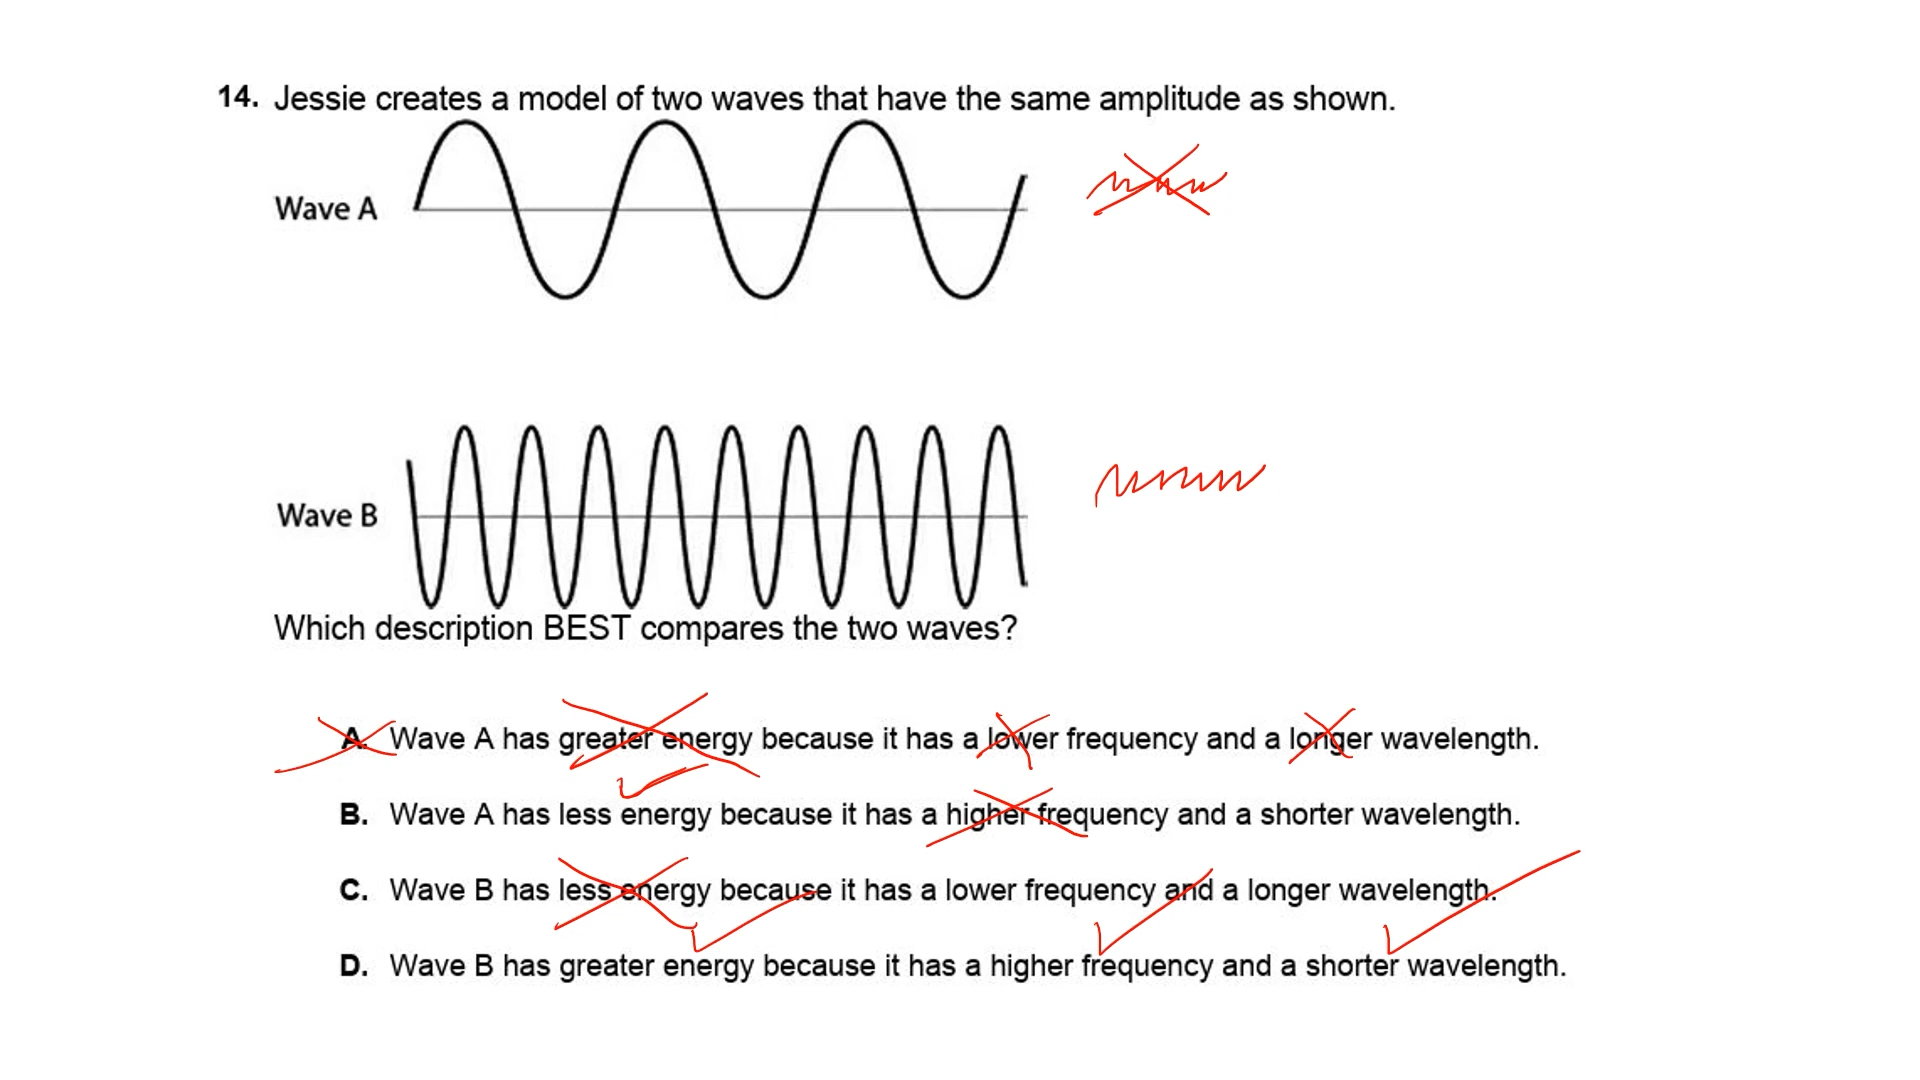 14. Jessie creates a model of two waves that have the same amplitude as shown.
Wave A
Wave B
Which description BEST compares the two waves?
A. Wave A has greater energy because it has a lower frequency and a longer wavelength.
B. Wave A has less energy because it has a higher frequency and a shorter wavelength.
C. Wave B has less energy because it has a lower frequency and a longer wavelength.
D. Wave B has greater energy because it has a higher frequency and a shorter wavelength.